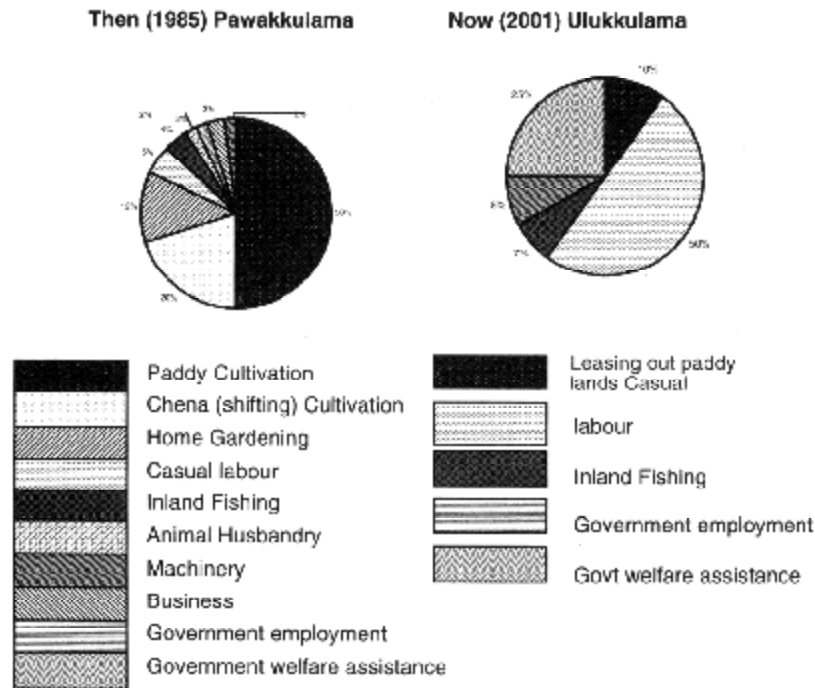 Then (1985) Pawakkulama
Now (2001) Ulukkulama
50%
20%
12%
5%
4%
10%
50%
7%
8%
25%
Paddy Cultivation
Chena (shifting) Cultivation
Home Gardening
Casual labour
Inland Fishing
Animal Husbandry
Machinery
Business
Government employment
Government welfare assistance
Leasing out paddy
lands Casual
labour
Inland Fishing
Government employment
Govt welfare assistance